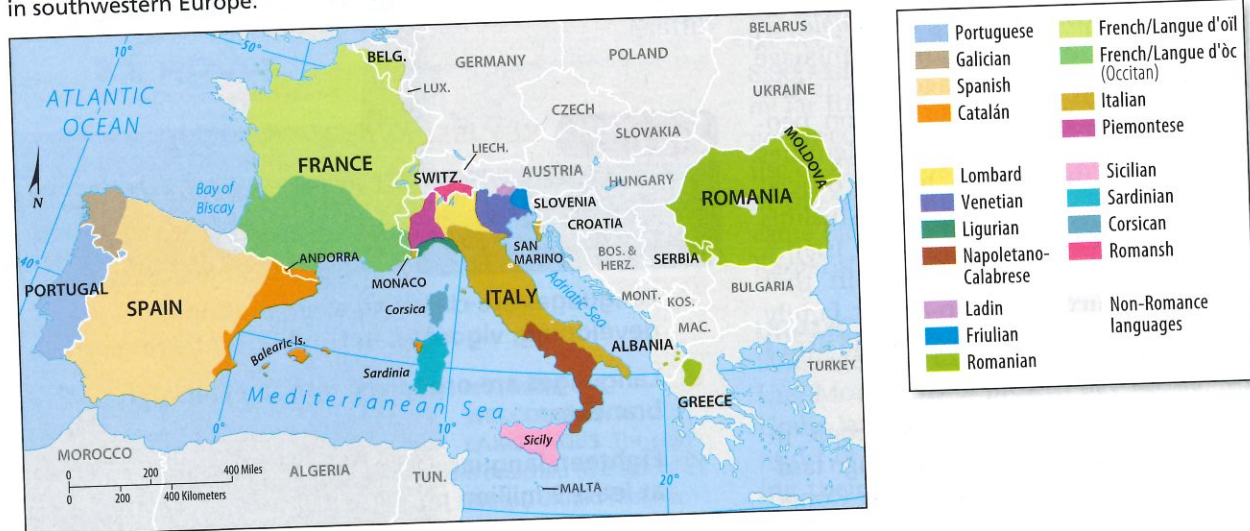 in southwestern Europe.
10°
50°
BELG.
GERMANY
POLAND
BELARUS
LUX.
UKRAINE
ATLANTIC
OCEAN
CZECH
SLOVAKIA
MOLDOVA
LIECH.
FRANCE
SWITZ.
AUSTRIA
HUNGARY
ROMANIA
N
Bay of
Biscay
SLOVENIA
CROATIA
40°
ANDORRA
SAN
MARINO
BOS. &
HERZ.
SERBIA
0°
PORTUGAL
MONACO
BULGARIA
SPAIN
Corsica
ITALY
Adriatic Sea
MONT.
KOS.
MAC.
Balearic Is.
Sardinia
ALBANIA
TURKEY
0°
Mediterranean Sea
GREECE
0°
10°
Sicily
MOROCCO
ALGERIA
TUN.
20°
MALTA
0 200 400 Miles
0 200 400 Kilometers
Portuguese
Galician
Spanish
Catalán
Lombard
Venetian
Ligurian
Napoletano-
Calabrese
Ladin
Friulian
Romanian
French/Langue d'oïl
French/Langue d'òc
(Occitan)
Italian
Piemontese
Sicilian
Sardinian
Corsican
Romansh
Non-Romance
languages